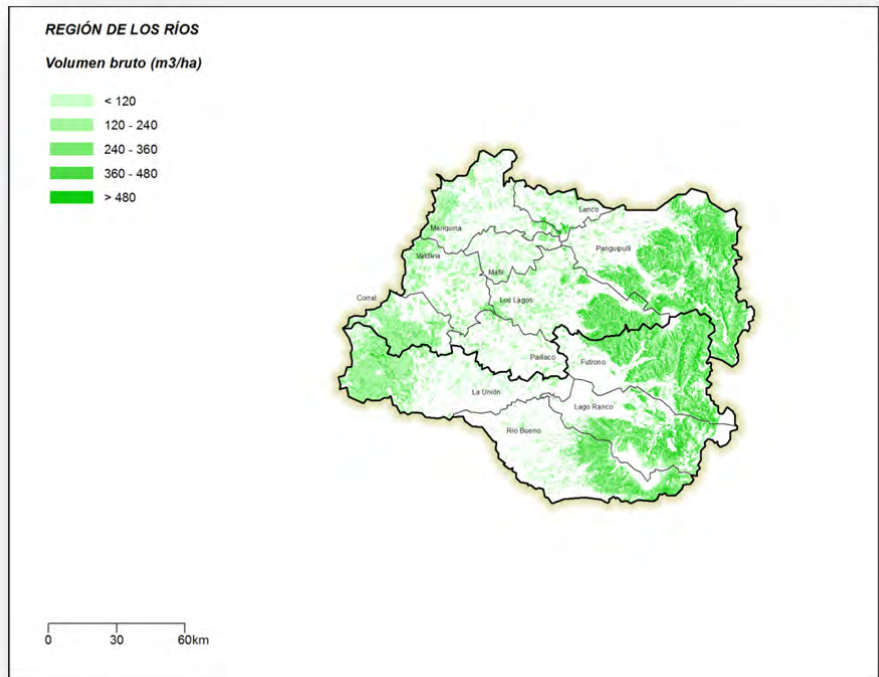 REGIÓN DE LOS RÍOS
Volumen bruto (m3/ha)
< 120
120 - 240
240 - 360
360 - 480
> 480
Lanco
Mariquina
Panguipulli
Valdivia
Máfil
Corral
Los Lagos
Paillaco
Futrono
La Unión
Lago Ranco
Río Bueno
0 30 60km